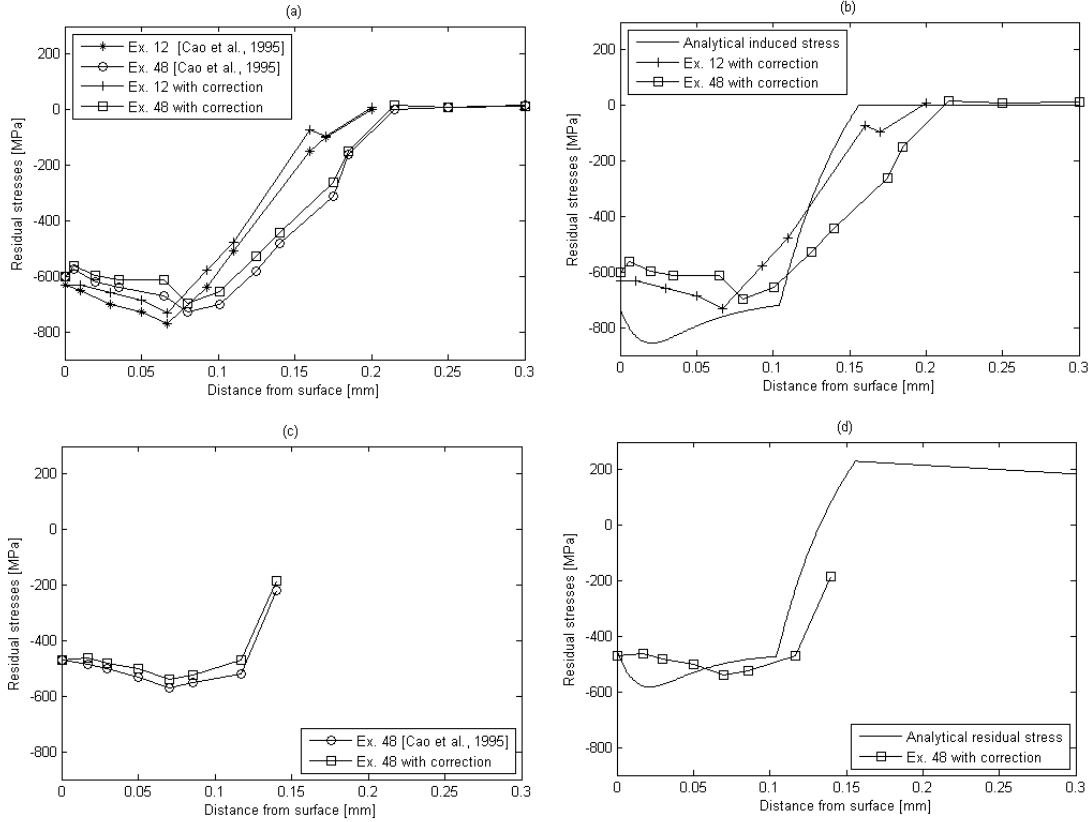 (a)
200
0
-200
-400
-600
-800
Residual stresses [MPa]
Ex. 12 [Cao et al., 1995]
Ex. 48 [Cao et al., 1995]
Ex. 12 with correction
Ex. 48 with correction
0 0.05 0.1 0.15 0.2 0.25 0.3
Distance from surface [mm]
(b)
200
0
-200
-400
-600
-800
Residual stresses [MPa]
Analytical induced stress
Ex. 12 with correction
Ex. 48 with correction
0 0.05 0.1 0.15 0.2 0.25 0.3
Distance from surface [mm]
(c)
200
0
-200
-400
-600
-800
Residual stresses [MPa]
Ex. 48 [Cao et al., 1995]
Ex. 48 with correction
0 0.05 0.1 0.15 0.2 0.25 0.3
Distance from surface [mm]
(d)
200
0
-200
-400
-600
-800
Residual stresses [MPa]
Analytical residual stress
Ex. 48 with correction
0 0.05 0.1 0.15 0.2 0.25 0.3
Distance from surface [mm]